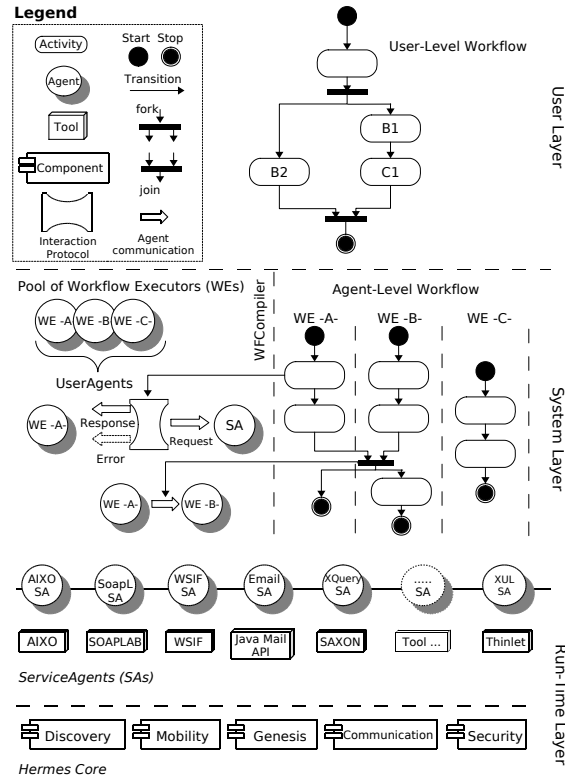 Legend
Activity
Agent
Tool
Component
Interaction
Protocol
Start Stop
Transition
fork
join
Agent
communication
User-Level Workflow
B1
B2
C1
User Layer
Pool of Workflow Executors (WEs)
WE -A
WE -B
WE -C-
UserAgents
WE -A-
Response
Error
Request
SA
WE -A-
WE -B-
WFCompiler
Agent-Level Workflow
WE -A-
WE -B-
WE -C-
System Layer
AIXO
SA
SoapL
SA
WSIF
SA
Email
SA
XQuery
SA
.....
SA
XUL
SA
AIXO
SOAPLAB
WSIF
Java Mail
API
SAXON
Tool ...
Thinlet
ServiceAgents (SAs)
Run-Time Layer
Discovery
Mobility
Genesis
Communication
Security
Hermes Core